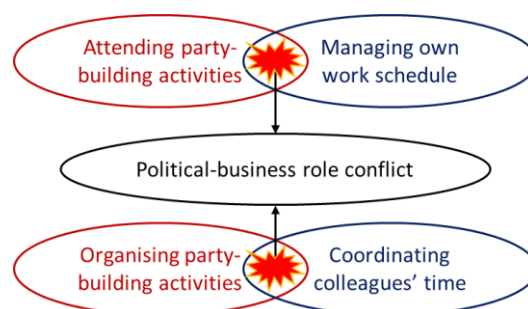 Attending party-
building activities
Managing own
work schedule
Political-business role conflict
Organising party-
building activities
Coordinating
colleagues' time